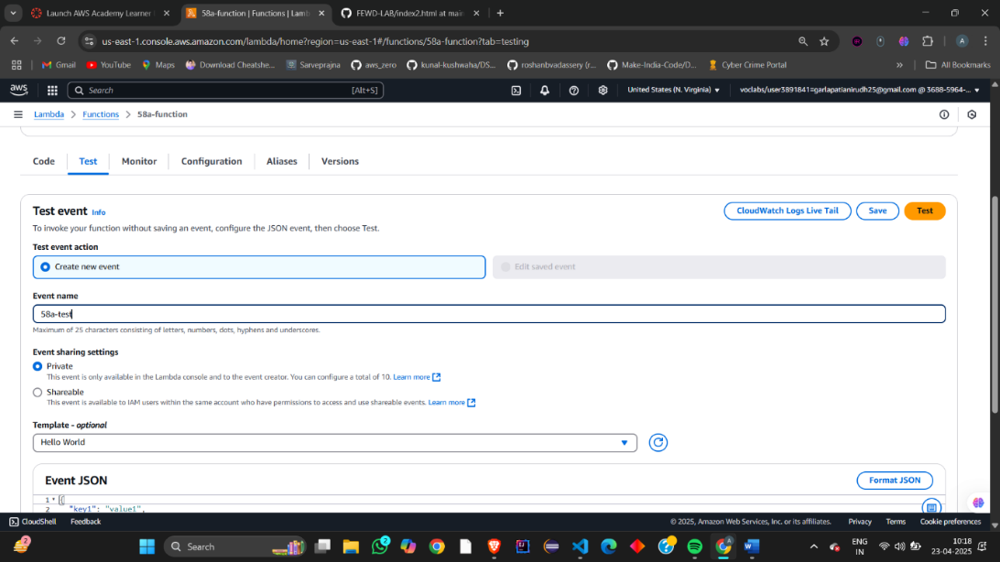 Launch AWS Academy Learner
58a-function | Functions | Lamb
FEWD-LAB/index2.html at main
us-east-1.console.aws.amazon.com/lambda/home?region=us-east-1#/functions/58a-function?tab=testing
A
Gmail
YouTube
Maps
Download Cheatshe...
Sarveprajna
aws_zero
kunal-kushwaha/DS...
roshanbvadassery (r...
Make-India-Code/D...
Cyber Crime Portal
»
All Bookmarks
aws
Search
[Alt+S]
United States (N. Virginia)
voclabs/user3891841=garlapatianirudh25@gmail.com @ 3688-5964-...
Lambda > Functions > 58a-function
Code
Test
Monitor
Configuration
Aliases
Versions
Test event Info
CloudWatch Logs Live Tail
Save
Test
To invoke your function without saving an event, configure the JSON event, then choose Test.
Test event action
Create new event
Edit saved event
Event name
58a-test
Maximum of 25 characters consisting of letters, numbers, dots, hyphens and underscores.
Event sharing settings
Private
This event is only available in the Lambda console and to the event creator. You can configure a total of 10. Learn more
Shareable
This event is available to IAM users within the same account who have permissions to access and use shareable events. Learn more
Template - optional
Hello World
Event JSON
Format JSON
1 {
2 "key1": "value1",
CloudShell
Feedback
© 2025, Amazon Web Services, Inc. or its affiliates.
Privacy
Terms
Cookie preferences
Search
ENG
IN
10:18
23-04-2025